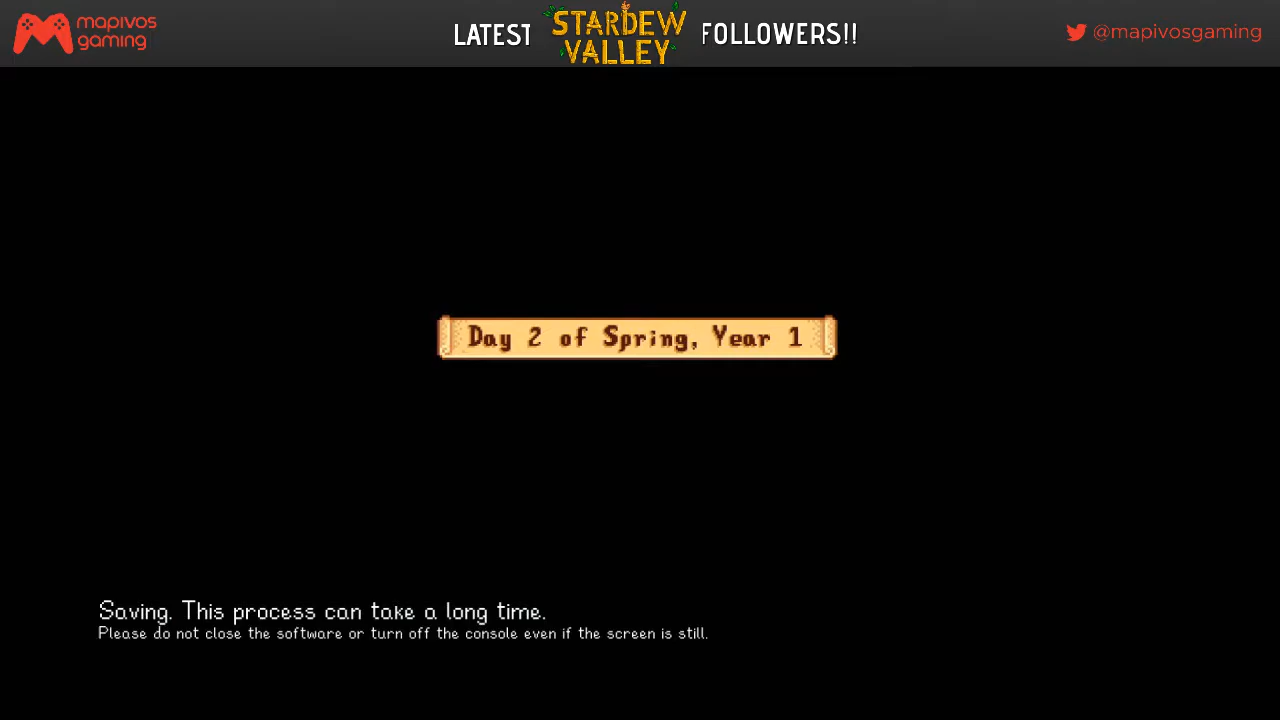 mapivos
gaming
LATEST STARDEW VALLEY FOLLOWERS!!
@mapivosgaming
Day 2 of Spring, Year 1
Saving. This process can take a long time.
Please do not close the software or turn off the console even if the screen is still.